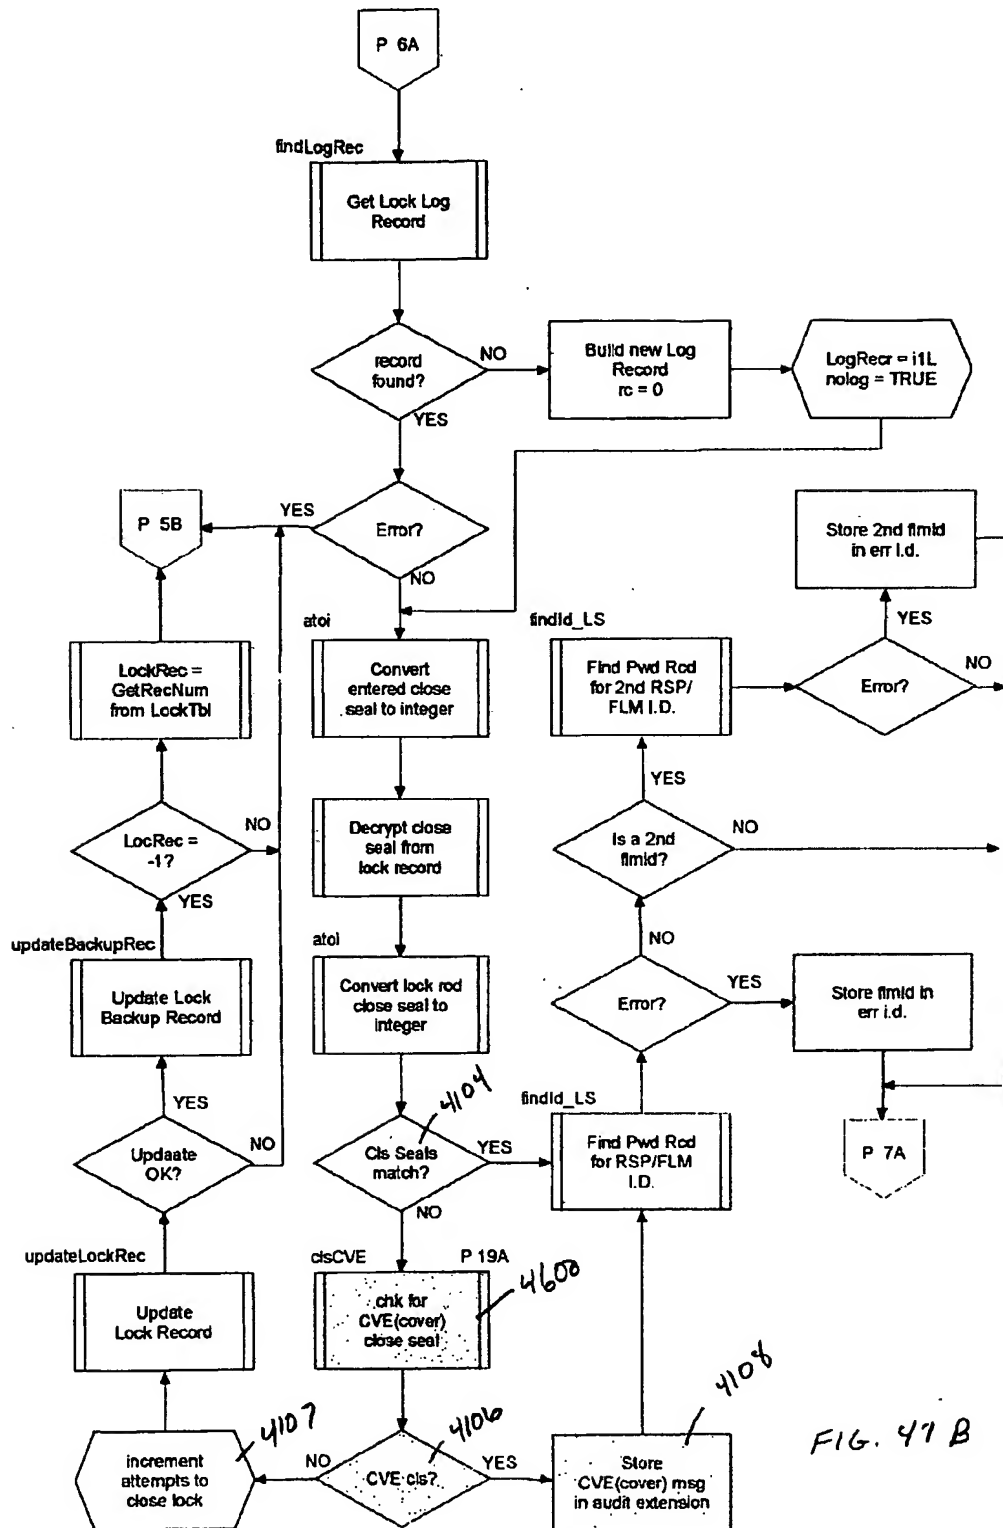 P 6A
findLogRec
Get Lock Log
Record
record
found?
NO
YES
Build new Log
Record
rc = 0
LogRecr = i1L
nolog = TRUE
P 5B
YES
Error?
NO
Store 2nd flmid
in err i.d.
YES
Error?
NO
atoi
Convert
entered close
seal to integer
findId_LS
Find Pwd Rcd
for 2nd RSP/
FLM I.D.
LockRec =
GetRecNum
from LockTbl
YES
Is a 2nd
flmid?
NO
LocRec =
-1?
NO
YES
Decrypt close
seal from
lock record
updateBackupRec
Update Lock
Backup Record
atoi
Convert lock rcd
close seal to
integer
NO
Error?
YES
Store flmid in
err i.d.
P 7A
YES
Updaate
OK?
NO
4104
Cls Seals
match?
YES
NO
findId_LS
Find Pwd Rcd
for RSP/FLM
I.D.
updateLockRec
Update
Lock Record
clsCVE
P 19A
chk for
CVE(cover)
close seal
4600
4107
increment
attempts to
close lock
NO
4106
CVE cls?
YES
4108
Store
CVE(cover) msg
in audit extension
FIG. 47 B